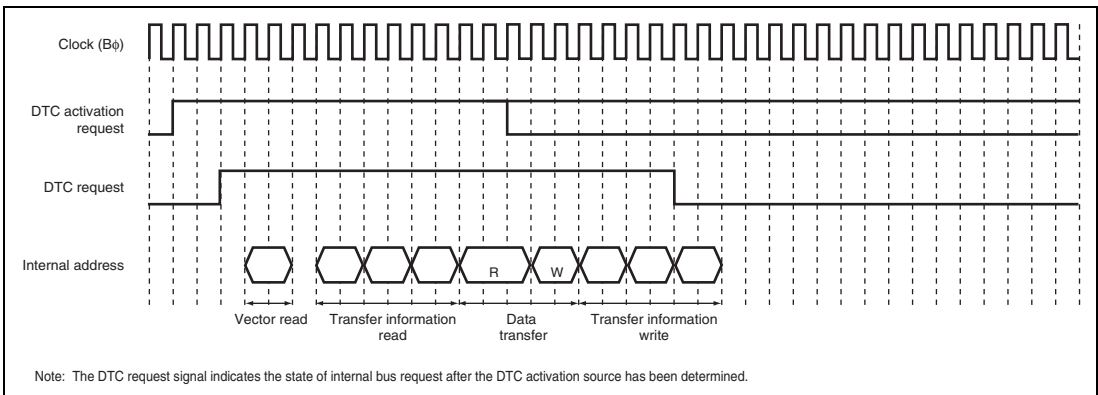 Clock (Bϕ)
DTC activation
request
DTC request
Internal address
R
W
Vector read
Transfer information
read
Data
transfer
Transfer information
write
Note: The DTC request signal indicates the state of internal bus request after the DTC activation source has been determined.